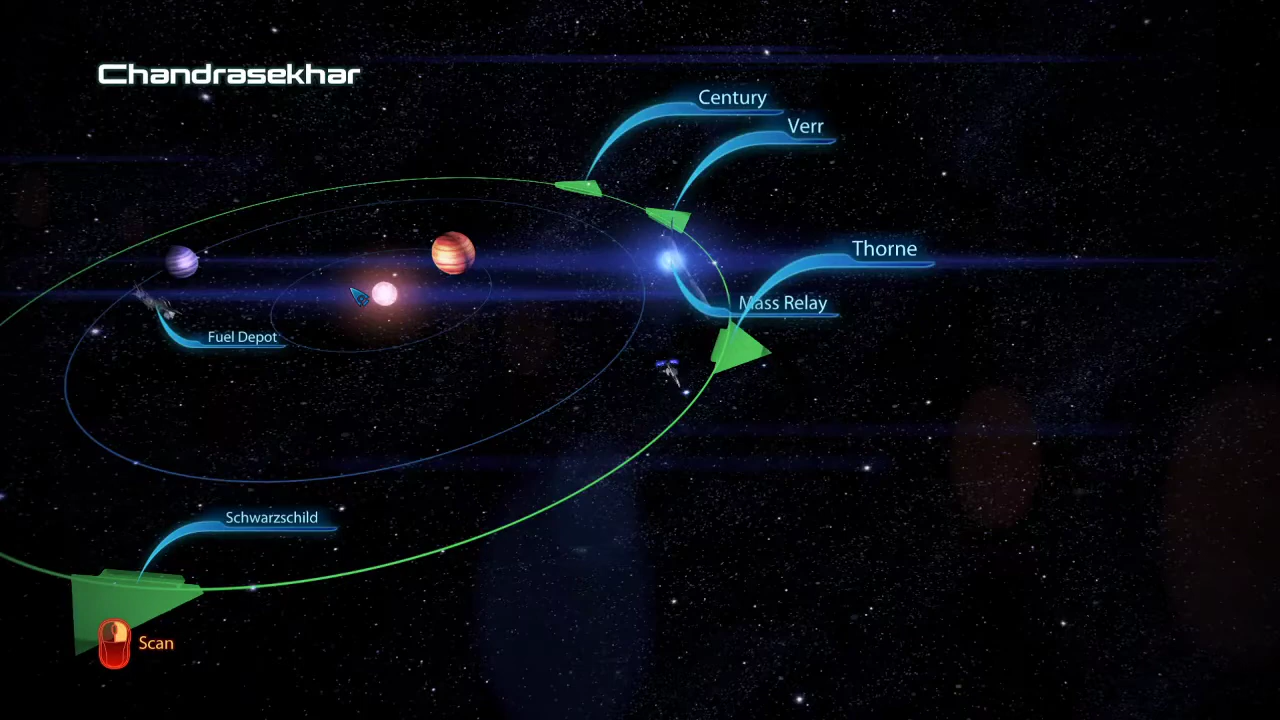 Chandrasekhar
Century
Verr
Thorne
Mass Relay
Fuel Depot
Schwarzschild
Scan